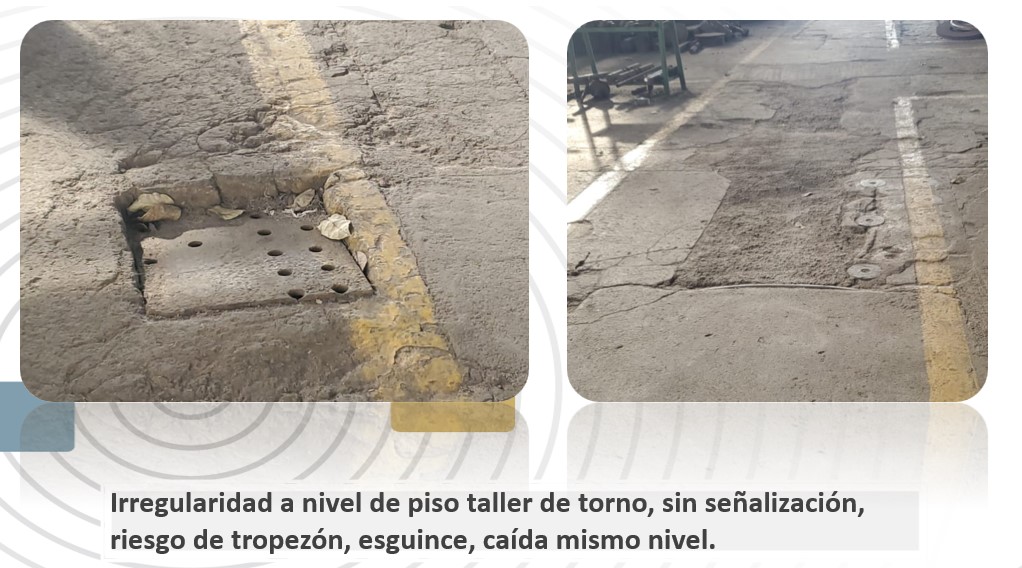 Irregularidad a nivel de piso taller de torno, sin señalización,
riesgo de tropezón, esguince, caída mismo nivel.